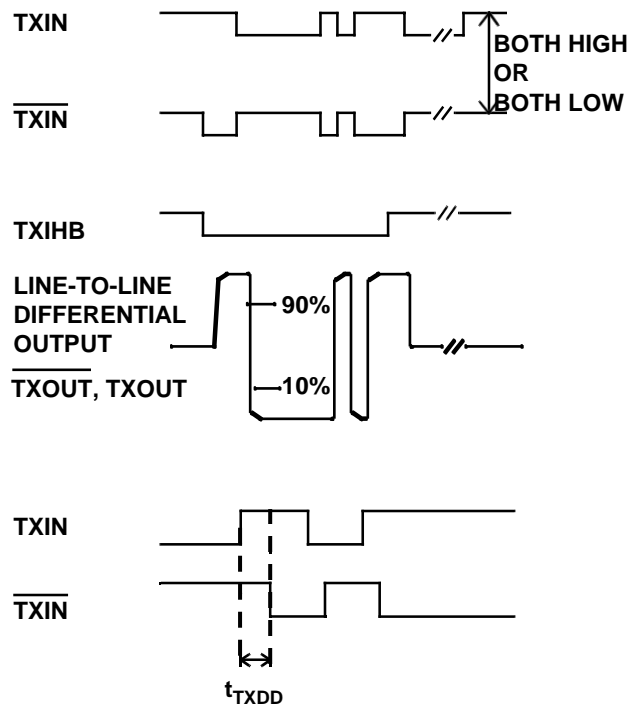 TXIN
BOTH HIGH
OR
BOTH LOW
TXIN
TXIHB
LINE-TO-LINE
DIFFERENTIAL
OUTPUT
TXOUT, TXOUT
90%
10%
TXIN
TXIN
tTXDD